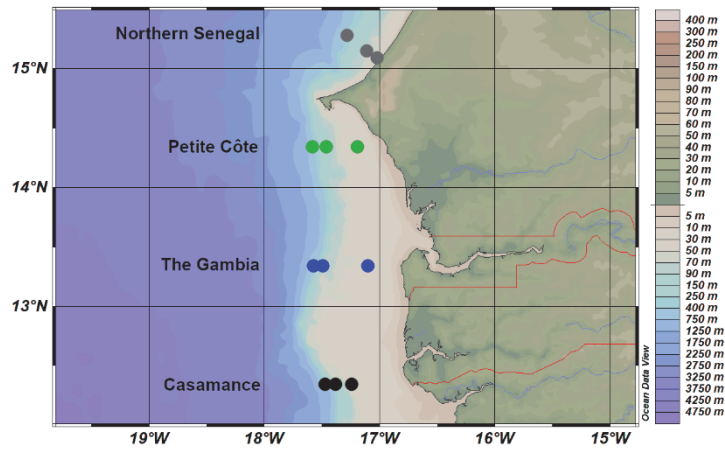 Northern Senegal
15°N
Petite Côte
14°N
The Gambia
13°N
Casamance
19°W
18°W
17°W
16°W
15°W
Ocean Data View
400 m
300 m
250 m
200 m
150 m
100 m
90 m
80 m
70 m
60 m
50 m
40 m
30 m
20 m
10 m
5 m
5 m
10 m
30 m
50 m
70 m
90 m
150 m
250 m
400 m
750 m
1250 m
1750 m
2250 m
2750 m
3250 m
3750 m
4250 m
4750 m